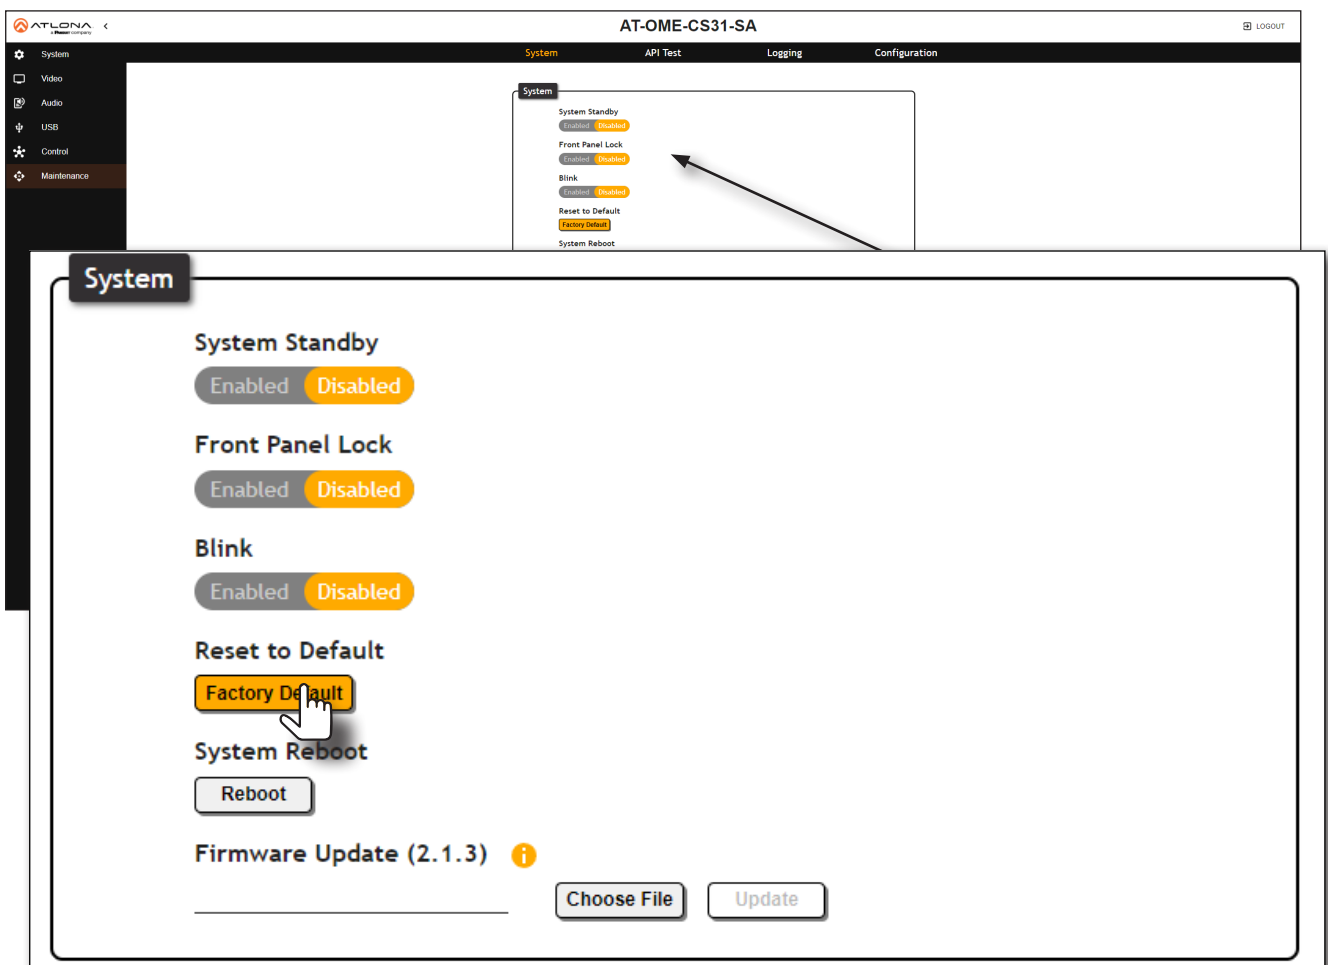 ATLONA
AT-OME-CS31-SA
LOGOUT
System
Video
Audio
USB
Control
Maintenance
System API Test Logging Configuration
System
System Standby
Enabled Disabled
Front Panel Lock
Enabled Disabled
Blink
Enabled Disabled
Reset to Default
Factory Default
System Reboot
System
System Standby
Enabled Disabled
Front Panel Lock
Enabled Disabled
Blink
Enabled Disabled
Reset to Default
Factory Default
System Reboot
Reboot
Firmware Update (2.1.3) i
Choose File Update